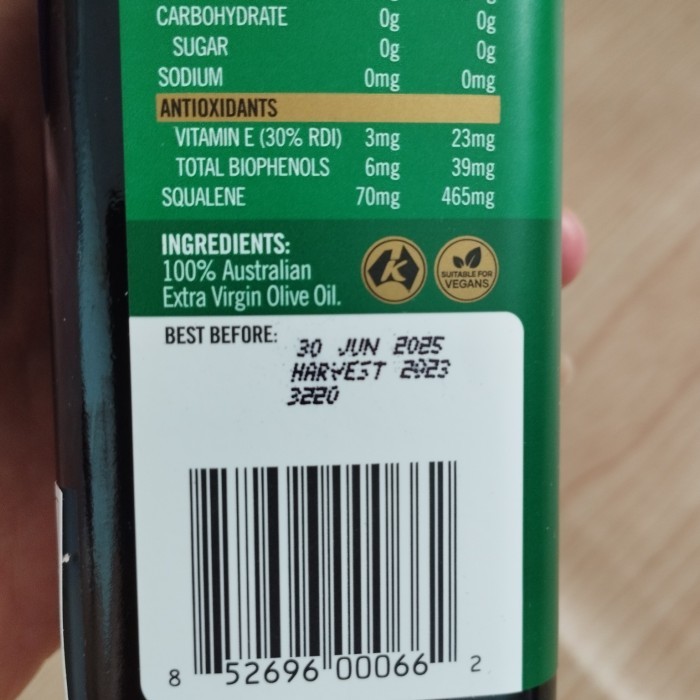 CARBOHYDRATE 0g 0g
SUGAR 0g 0g
SODIUM 0mg 0mg
ANTIOXIDANTS
VITAMIN E (30% RDI) 3mg 23mg
TOTAL BIOPHENOLS 6mg 39mg
SQUALENE 70mg 465mg
INGREDIENTS:
100% Australian
Extra Virgin Olive Oil.
K
SUITABLE FOR
VEGANS
BEST BEFORE:
30 JUN 2025
HARVEST 2023
3220
8 52696 00066 2